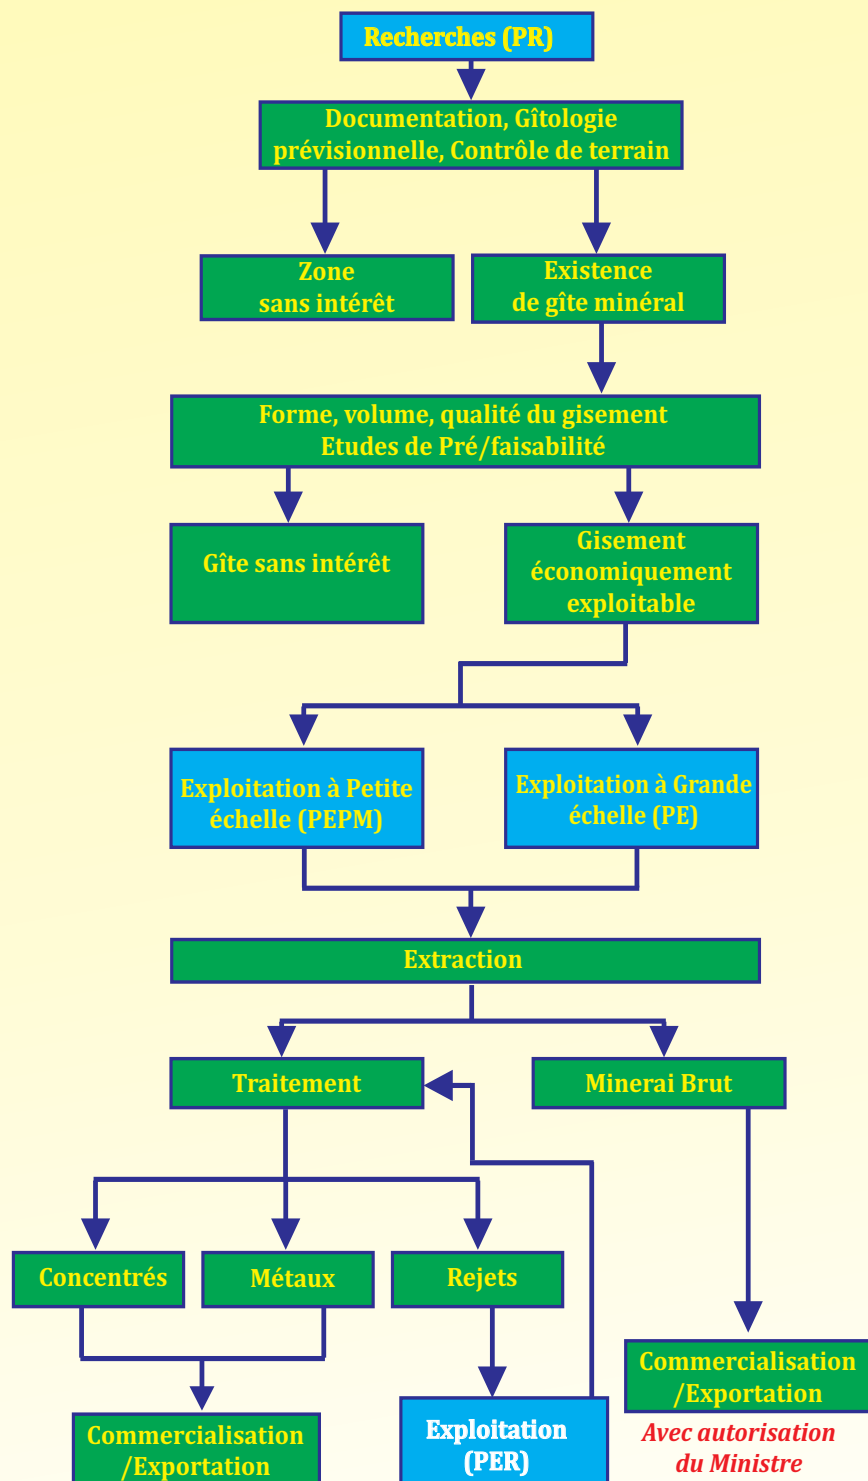 Recherches (PR)
Documentation, Gîtologie
prévisionnelle, Contrôle de terrain
Zone
sans intérêt
Existence
de gîte minéral
Forme, volume, qualité du gisement
Etudes de Pré/faisabilité
Gîte sans intérêt
Gisement
économiquement
exploitable
Exploitation à Petite
échelle (PEPM)
Exploitation à Grande
échelle (PE)
Extraction
Traitement
Minerai Brut
Concentrés
Métaux
Rejets
Commercialisation
/Exportation
Exploitation
(PER)
Commercialisation
/Exportation
Avec autorisation
du Ministre